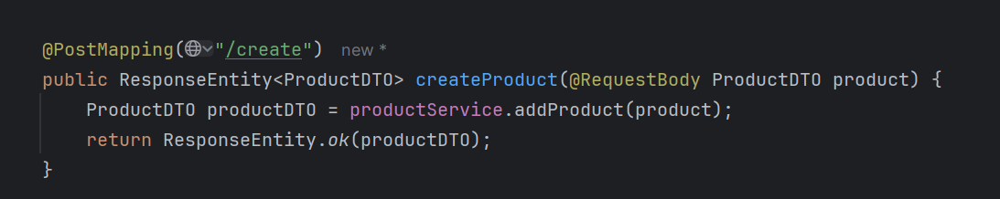 @PostMapping("/create") new *
public ResponseEntity<ProductDTO> createProduct(@RequestBody ProductDTO product) {
    ProductDTO productDTO = productService.addProduct(product);
    return ResponseEntity.ok(productDTO);
}